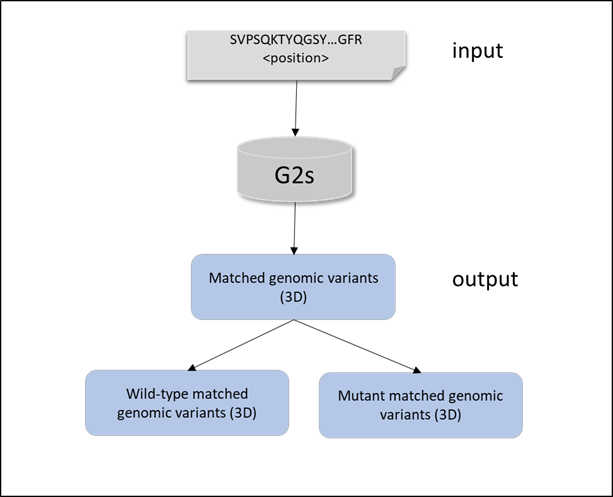 SVPSQKTYQGSY...GFR
<position>
input
G2s
Matched genomic variants
(3D)
output
Wild-type matched
genomic variants (3D)
Mutant matched genomic
variants (3D)